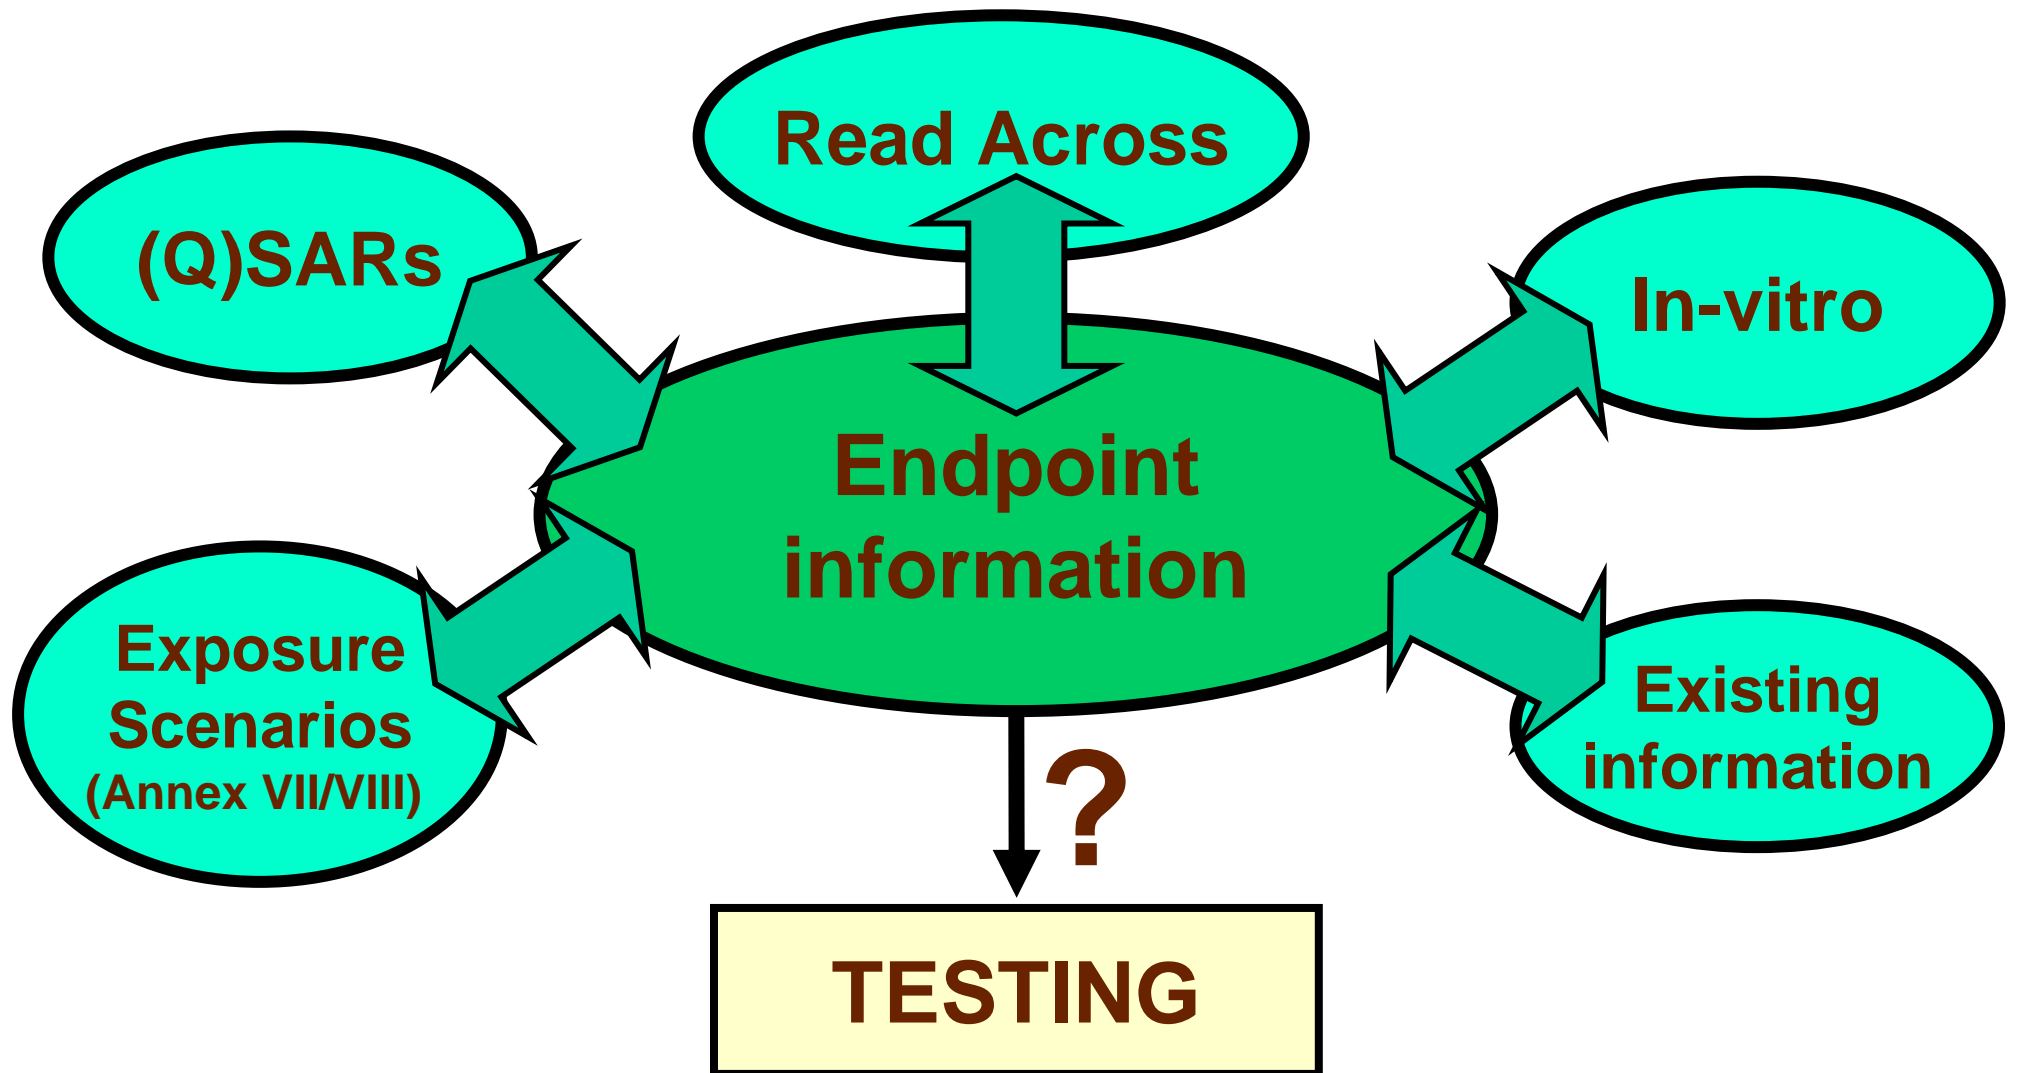 Read Across
(Q)SARs
In-vitro
Endpoint
information
Exposure
Scenarios
(Annex VII/VIII)
Existing
information
?
TESTING